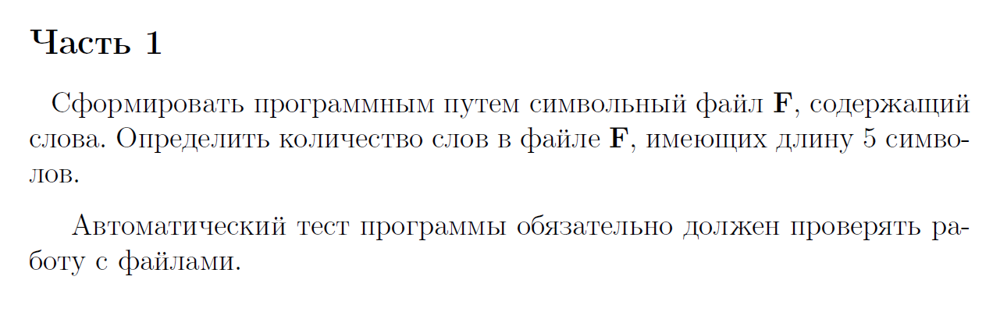 Часть 1
Сформировать программным путем символьный файл F, содержащий
слова. Определить количество слов в файле F, имеющих длину 5 симво-
лов.
Автоматический тест программы обязательно должен проверять ра-
боту с файлами.